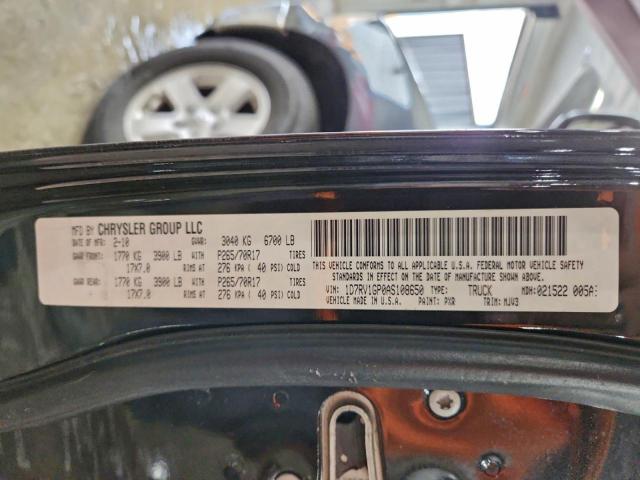 MFD BY CHRYSLER GROUP LLC
DATE OF MFR: 2-10 GVWR: 3040 KG 6700 LB
GAWR FRONT: 1770 KG 3900 LB WITH P265/70R17 TIRES
17X7.0 RIMS AT 276 KPA ( 40 PSI) COLD
GAWR REAR: 1770 KG 3900 LB WITH P265/70R17 TIRES
17X7.0 RIMS AT 276 KPA ( 40 PSI) COLD
THIS VEHICLE CONFORMS TO ALL APPLICABLE U.S.A. FEDERAL MOTOR VEHICLE SAFETY
STANDARDS IN EFFECT ON THE DATE OF MANUFACTURE SHOWN ABOVE.
MANUFACTURED IN U.S.A.
VIN: 1D7RV1GP0AS108650 TYPE: TRUCK MDH: 021522 005A:
VEHICLE MADE IN U.S.A. PAINT: PXR TRIM: MJV3